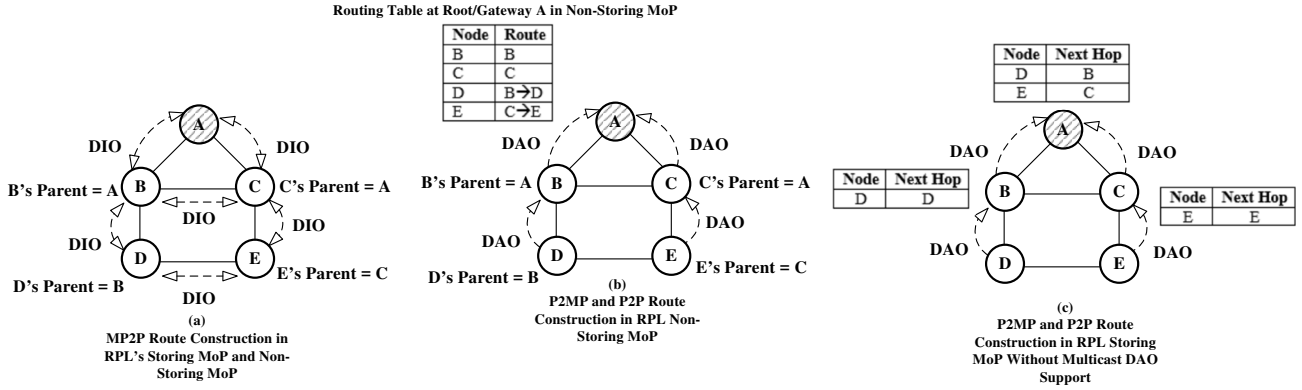 Routing Table at Root/Gateway A in Non-Storing MoP
Node Route
B B
C C
D B→D
E C→E
A
DIO DIO
B's Parent = A B C C's Parent = A
DIO
DIO DIO
D E
D's Parent = B E's Parent = C
DIO
(a)
MP2P Route Construction in
RPL's Storing MoP and Non-
Storing MoP
A
DAO DAO
B's Parent = A B C C's Parent = A
DAO DAO
D E
D's Parent = B E's Parent = C
(b)
P2MP and P2P Route
Construction in RPL Non-
Storing MoP
Node Next Hop
D B
E C
A
DAO DAO
Node Next Hop
D D
B C
Node Next Hop
E E
DAO DAO
D E
(c)
P2MP and P2P Route
Construction in RPL Storing
MoP Without Multicast DAO
Support